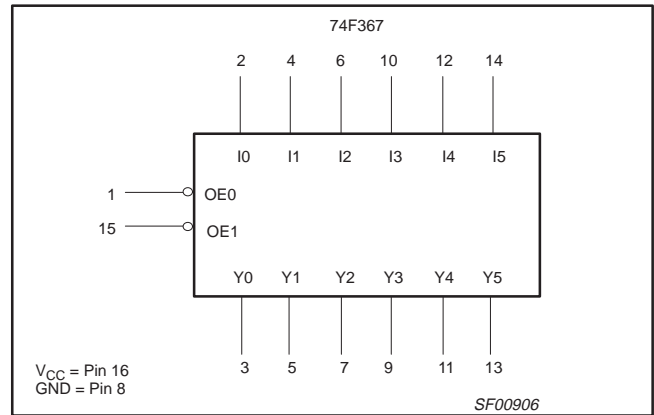 74F367
2 4 6 10 12 14
I0 I1 I2 I3 I4 I5
1 OE0
15 OE1
Y0 Y1 Y2 Y3 Y4 Y5
3 5 7 9 11 13
VCC = Pin 16
GND = Pin 8
SF00906